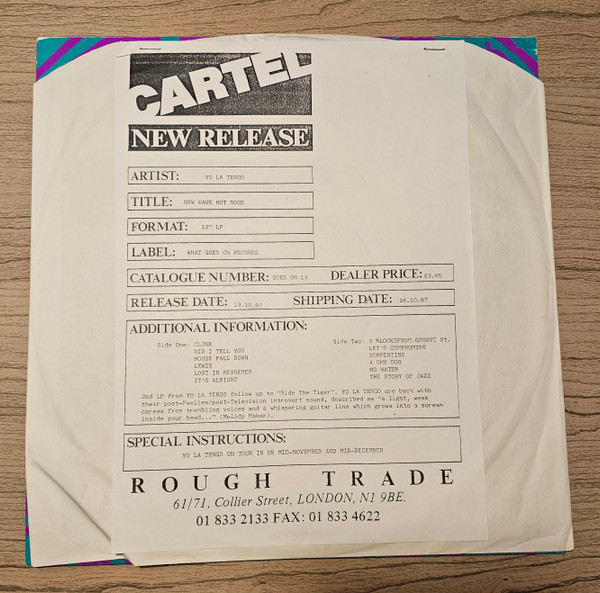 CARTEL
NEW RELEASE
ARTIST: YO LA TENGO
TITLE: NEW WAVE HOT DOGS
FORMAT: 12" LP
LABEL: WHAT GOES ON RECORDS
CATALOGUE NUMBER: GOES ON 19 DEALER PRICE: £3.65
RELEASE DATE: 19.10.87 SHIPPING DATE: 16.10.87
ADDITIONAL INFORMATION:
Side One: CLUNK
DID I TELL YOU
HOUSE FALL DOWN
LEWIS
LOST IN BESSEMER
IT'S ALRIGHT
Side Two: 3 BLOCKSFROM GROOVE St.
LET'S COMPROMISE
SERPENTINE
A SHY DOG
NO WATER
THE STORY OF JAZZ
2nd LP from YO LA TENGO follow up to "Ride The Tiger". YO LA TENGO are back with
their post-Feelies/post-Television introvert sound, described as "a light, weak
caress from trembling voices and a whimpering guitar line which grows into a scream
inside your head..." (Melody Maker).
SPECIAL INSTRUCTIONS:
YO LA TENGO ON TOUR IN UK MID-NOVEMBER AND MID-DECEMBER
ROUGH TRADE
61/71, Collier Street, LONDON, N1 9BE.
01 833 2133 FAX: 01 833 4622